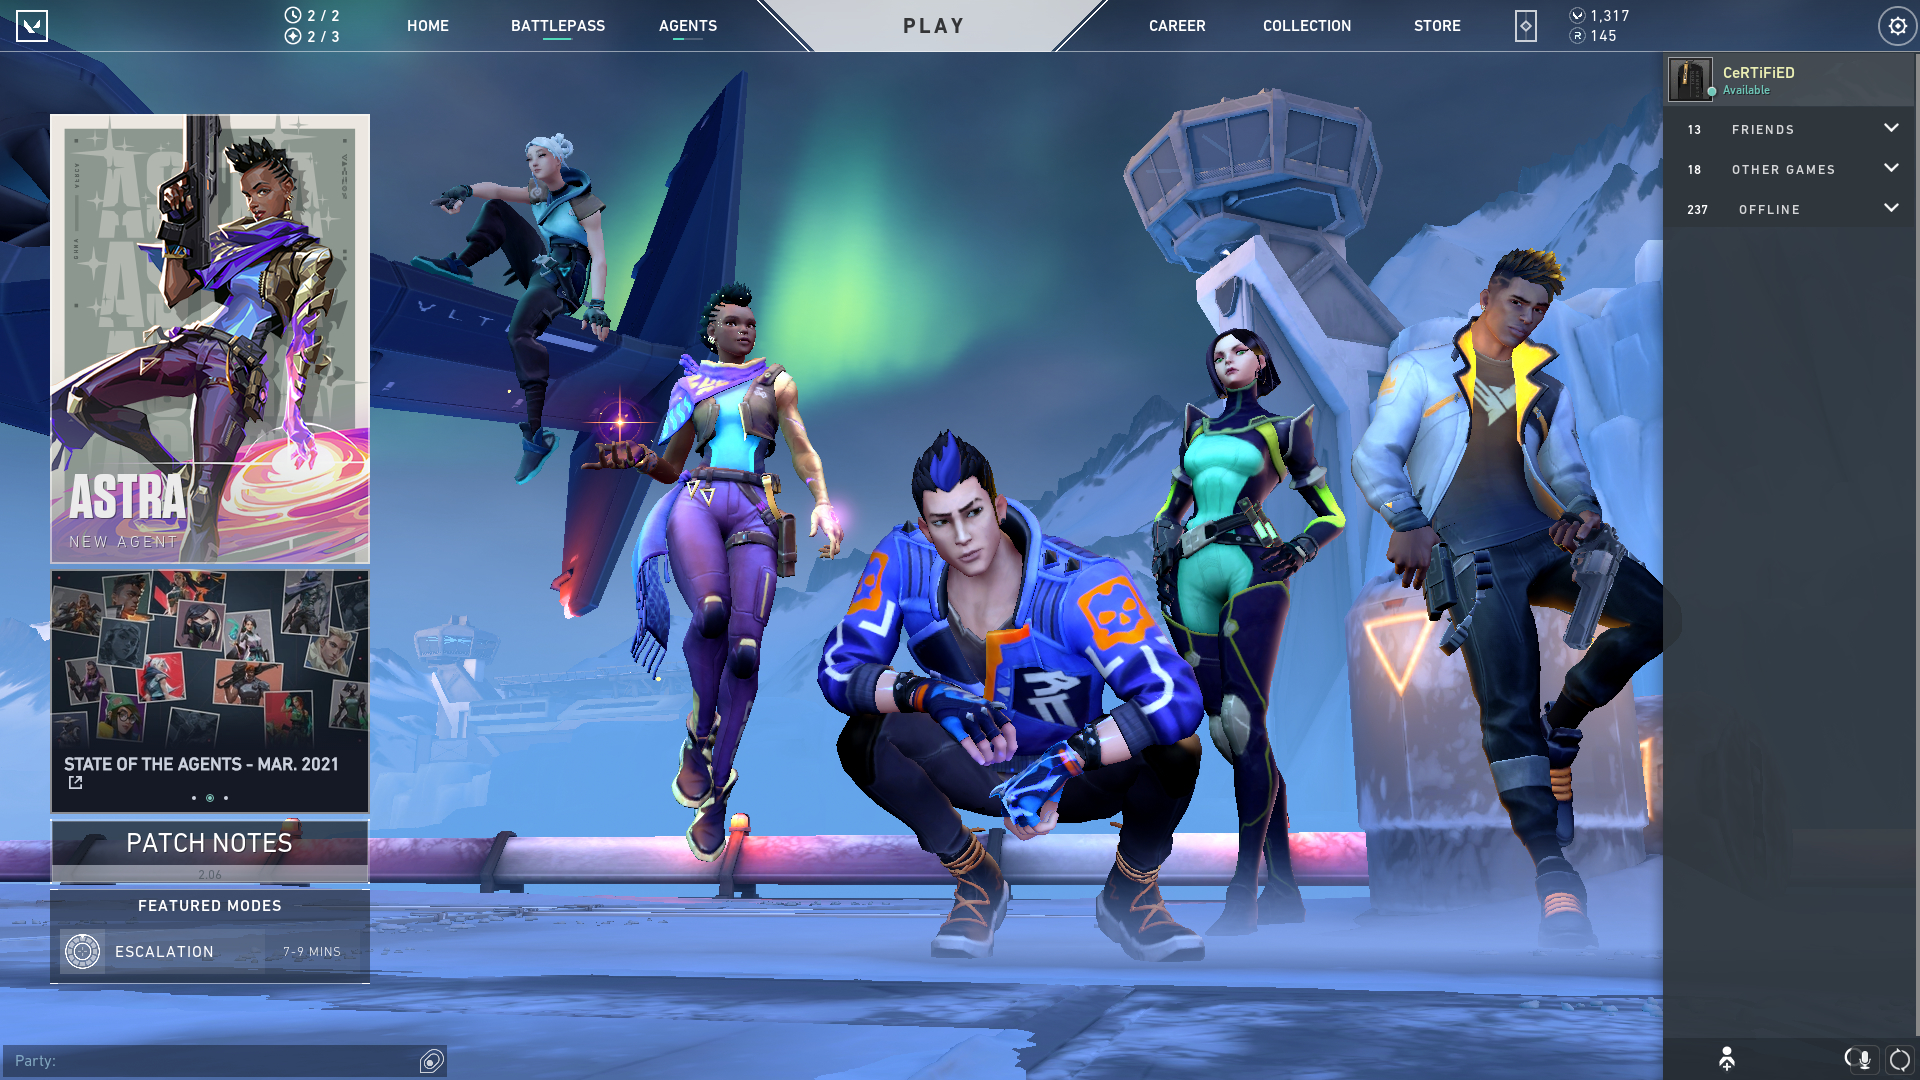 2 / 2
2 / 3
HOME
BATTLEPASS
AGENTS
PLAY
CAREER
COLLECTION
STORE
1,317
R 145
CeRTiFiED
Available
13 FRIENDS
18 OTHER GAMES
237 OFFLINE
ASTRA
NEW AGENT
VLT
STATE OF THE AGENTS - MAR. 2021
PATCH NOTES
2.06
FEATURED MODES
ESCALATION 7-9 MINS
Party: